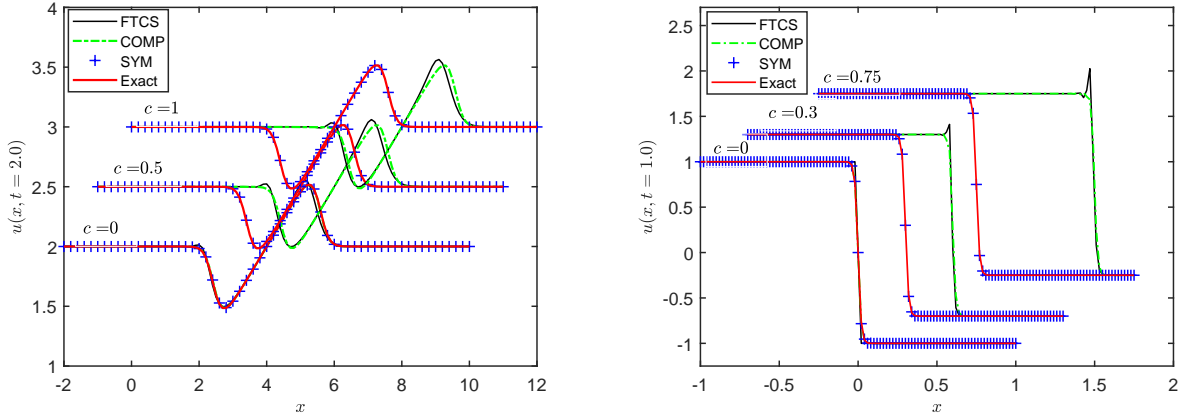 4
3.5
3
2.5
2
1.5
1
-2
0
2
4
6
8
10
12
x
u(x, t = 2.0)
FTCS
COMP
SYM
Exact
c =1
c =0.5
c =0
1.5
1
0.5
0
-0.5
-1
-1
-0.5
0
0.5
1
1.5
2
x
u(x, t = 1.0)
FTCS
COMP
SYM
Exact
c =0.75
c =0.3
c =0